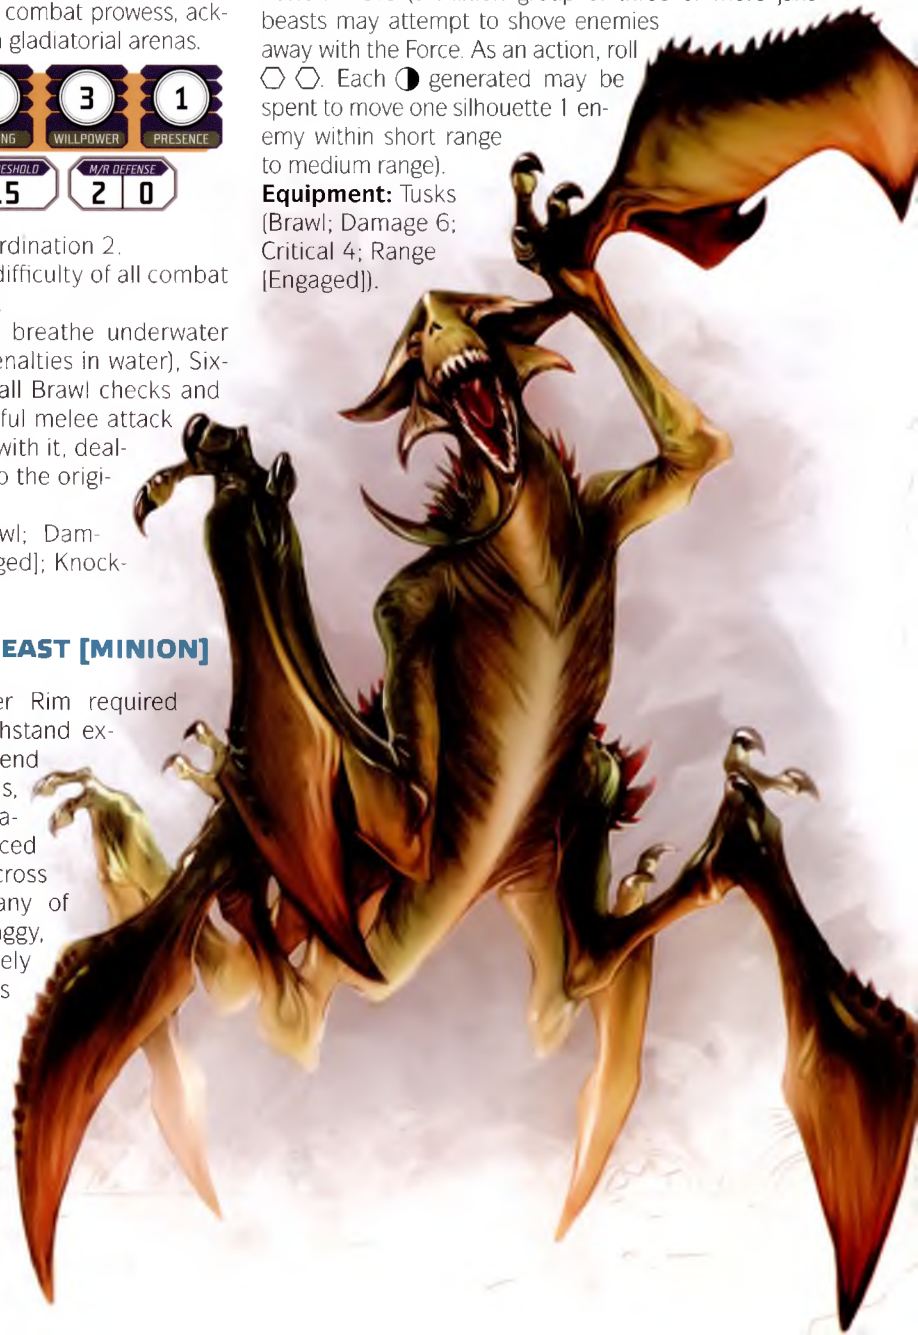 combat prowess, ack-
gladiatorial arenas.
3
1
NG
WILLPOWER
PRESENCE
ESHOLD
M/R DEFENSE
.5
2
0
rdination 2.
difficulty of all combat
breathe underwater
enalties in water), Six-
all Brawl checks and
ful melee attack
with it, deal-
o the origi-
wl; Dam-
ged]; Knock-
EAST [MINION]
er Rim required
hstand ex-
end
s,
a-
ced
cross
any of
ggy,
ely
s
beasts may attempt to shove enemies
away with the Force. As an action, roll
⬡ ⬡. Each ◑ generated may be
spent to move one silhouette 1 en-
emy within short range
to medium range).
Equipment: Tusks
(Brawl; Damage 6;
Critical 4; Range
[Engaged]).